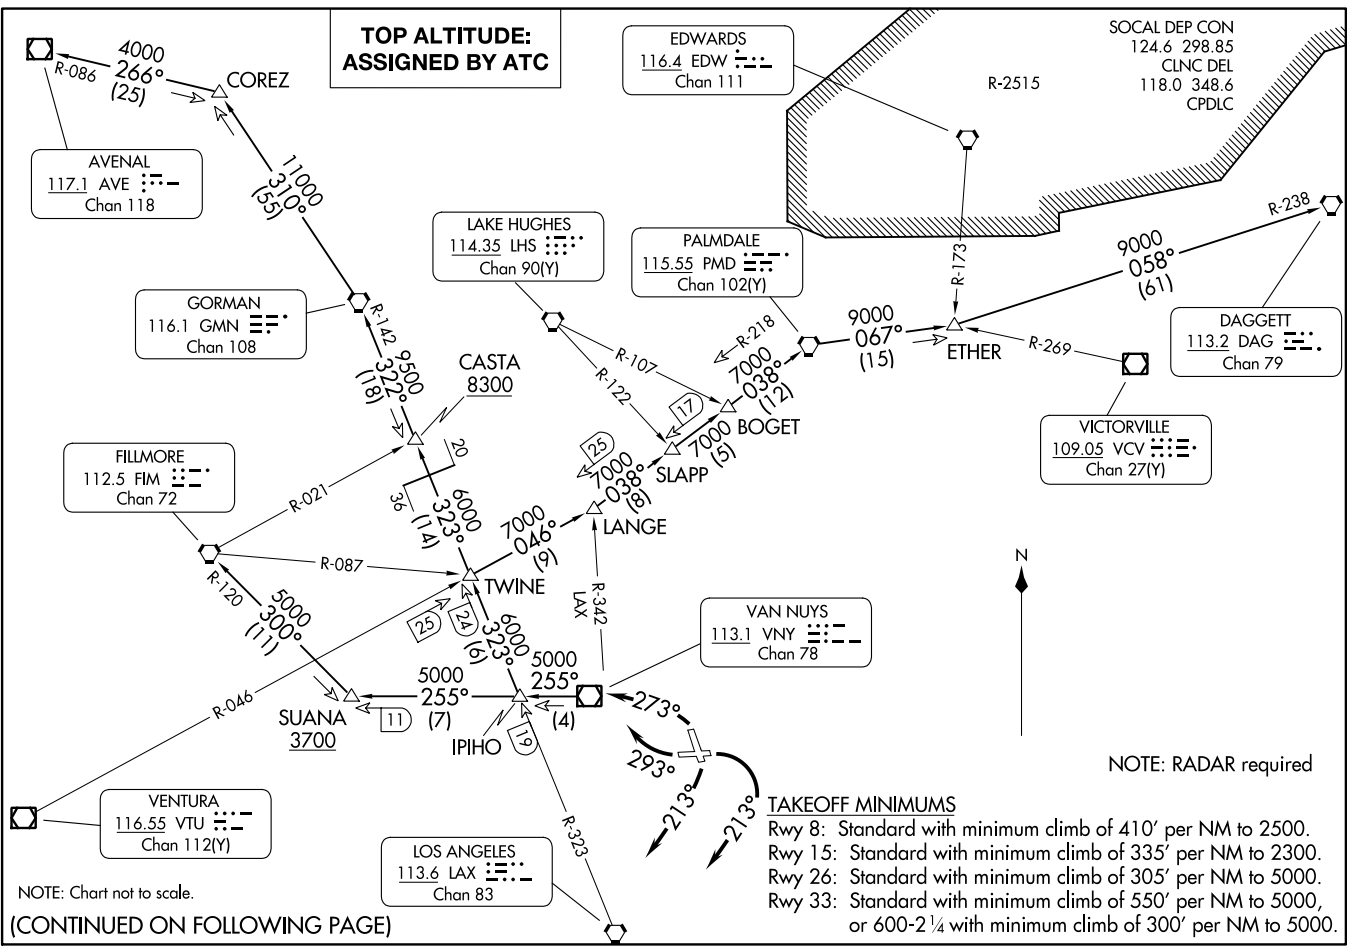 TOP ALTITUDE:
ASSIGNED BY ATC
SOCAL DEP CON
124.6 298.85
CLNC DEL
118.0 348.6
CPDLC
EDWARDS
116.4 EDW
Chan 111
R-2515
4000
266°
(25)
R-086
COREZ
AVENAL
117.1 AVE
Chan 118
11000
310°
(55)
LAKE HUGHES
114.35 LHS
Chan 90(Y)
PALMDALE
115.55 PMD
Chan 102(Y)
R-173
R-238
9000
058°
(61)
GORMAN
116.1 GMN
Chan 108
R-142
9500
322°
(18)
CASTA
8300
R-107
R-122
R-218
9000
067°
(15)
ETHER
R-269
DAGGETT
113.2 DAG
Chan 79
7000
038°
(12)
17
BOGET
7000
(5)
SLAPP
VICTORVILLE
109.05 VCV
Chan 27(Y)
FILLMORE
112.5 FIM
Chan 72
R-021
20
36
6000
323°
(14)
25
7000
038°
(8)
LANGE
7000
046°
(9)
R-087
R-120
TWINE
25
24
5000
300°
(11)
6000
323°
(6)
R-342
LAX
N
VAN NUYS
113.1 VNY
Chan 78
R-046
5000
255°
(7)
11
5000
255°
(4)
SUANA
3700
IPIHO
19
273°
293°
213°
213°
NOTE: RADAR required
VENTURA
116.55 VTU
Chan 112(Y)
R-323
LOS ANGELES
113.6 LAX
Chan 83
TAKEOFF MINIMUMS
Rwy 8: Standard with minimum climb of 410' per NM to 2500.
Rwy 15: Standard with minimum climb of 335' per NM to 2300.
Rwy 26: Standard with minimum climb of 305' per NM to 5000.
Rwy 33: Standard with minimum climb of 550' per NM to 5000,
or 600-2¼ with minimum climb of 300' per NM to 5000.
NOTE: Chart not to scale.
(CONTINUED ON FOLLOWING PAGE)